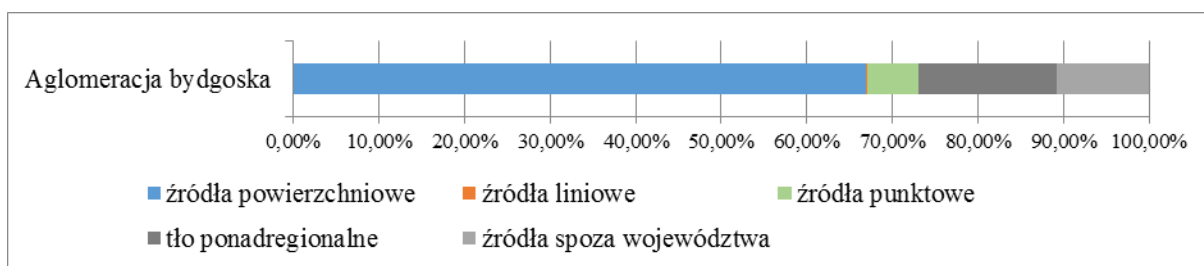 Aglomeracja bydgoska
0,00% 10,00% 20,00% 30,00% 40,00% 50,00% 60,00% 70,00% 80,00% 90,00% 100,00%
źródła powierzchniowe źródła liniowe źródła punktowe
tło ponadregionalne źródła spoza województwa